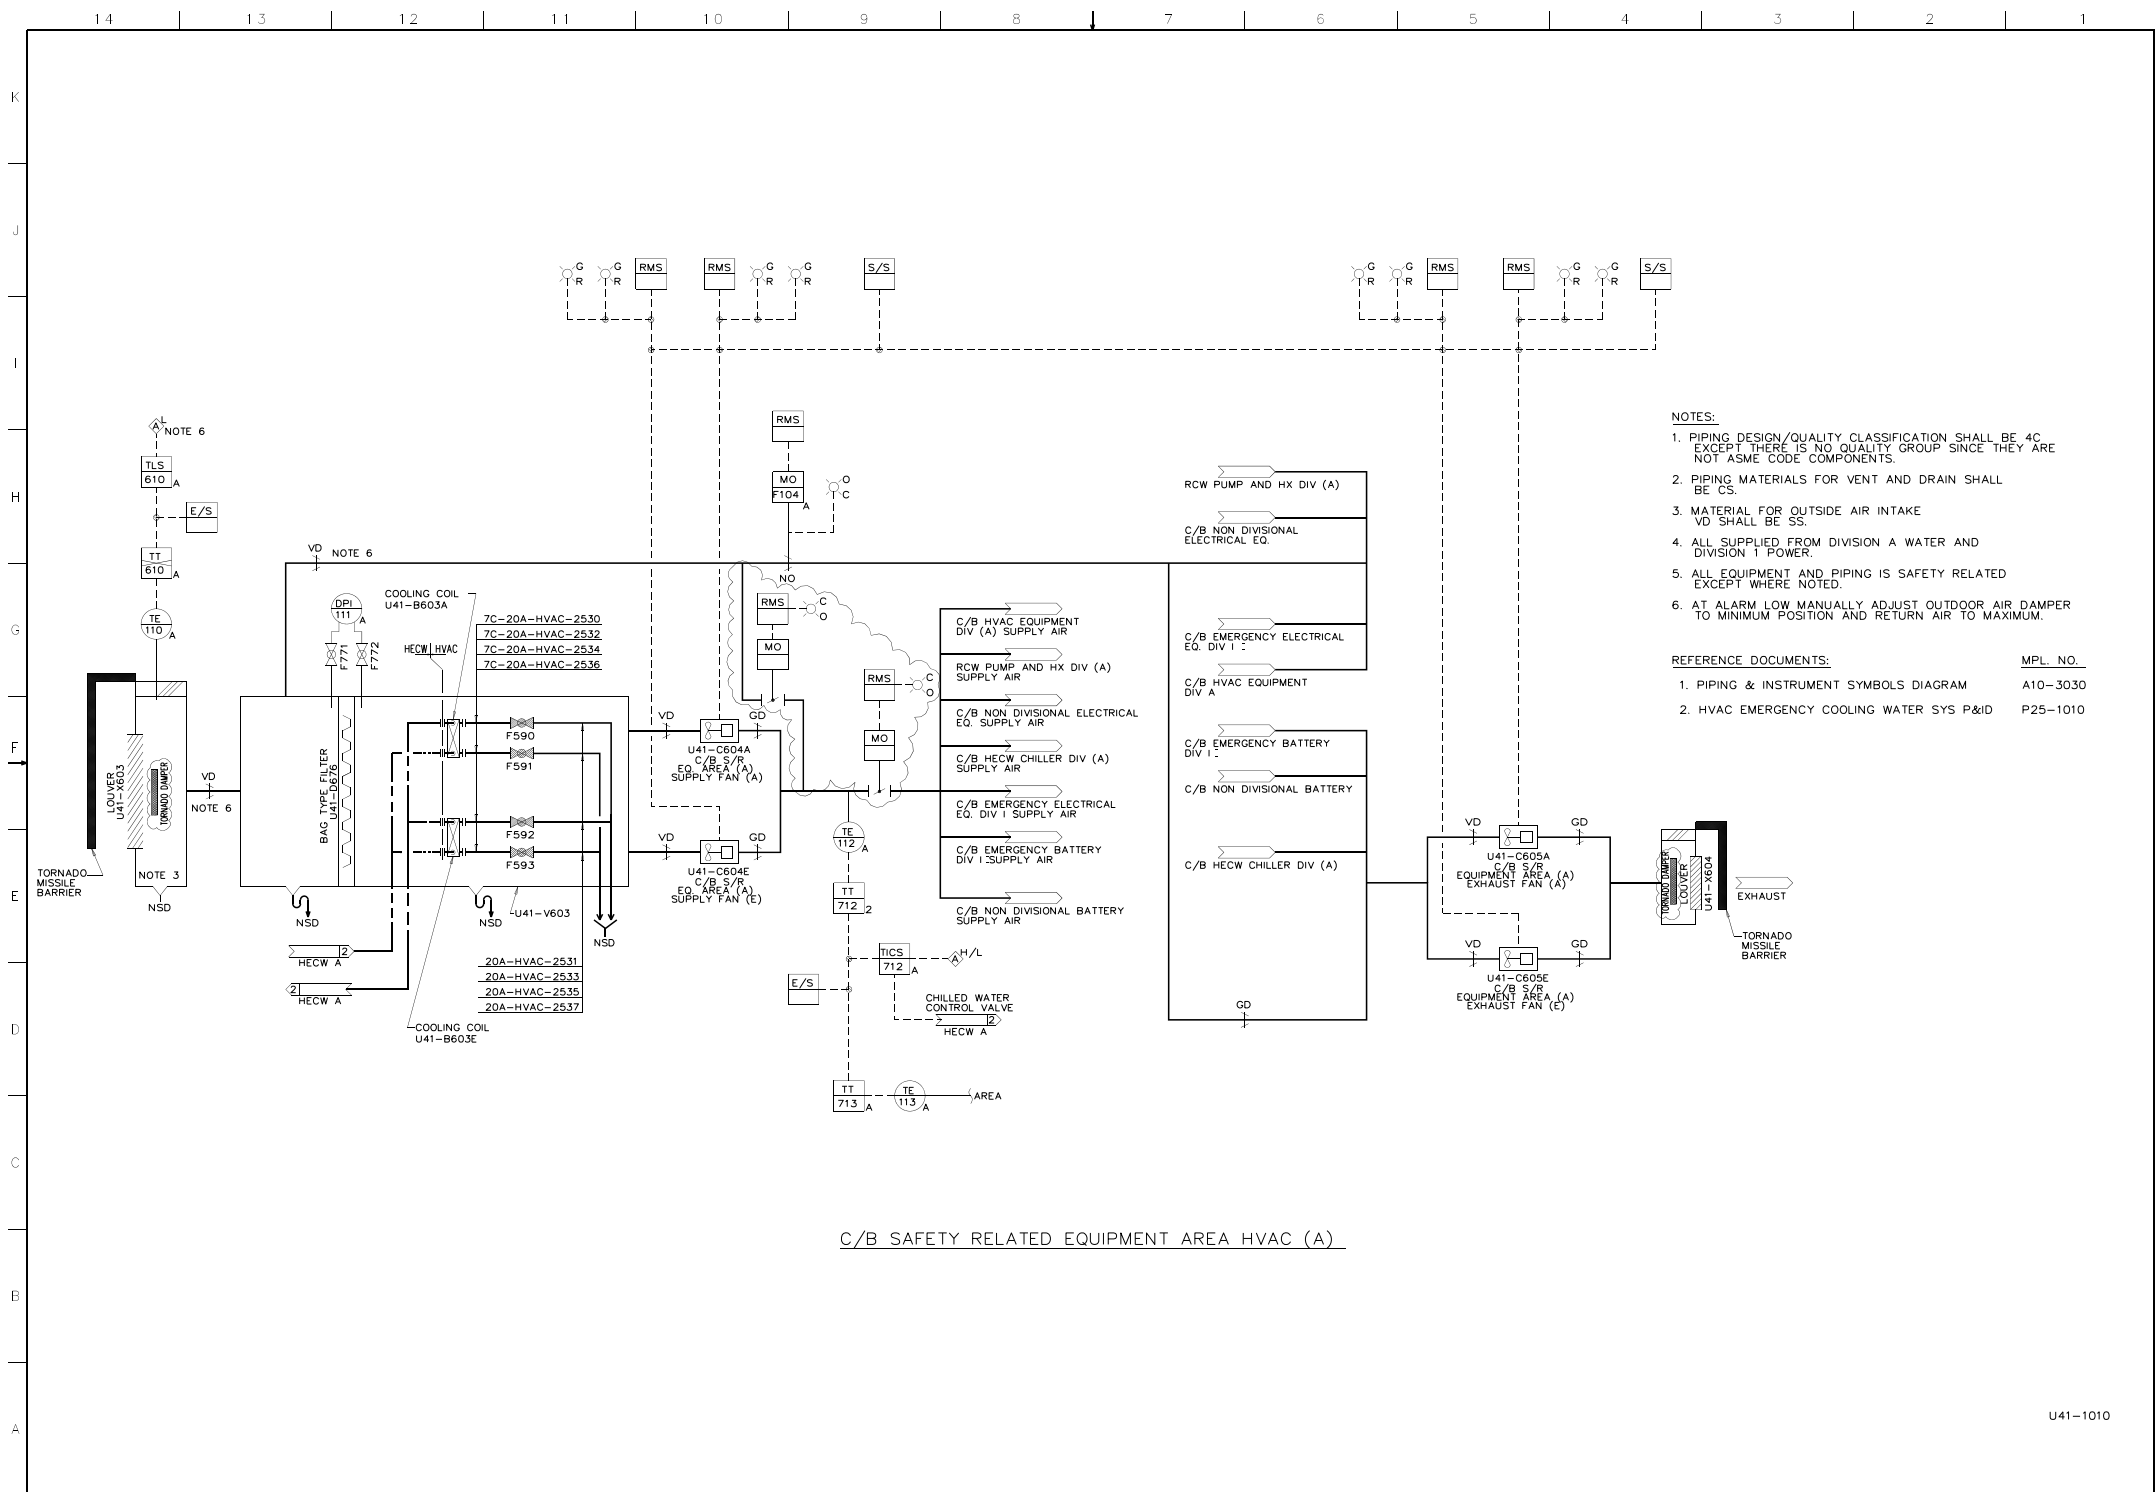 14 13 12 11 10 9 8 7 6 5 4 3 2 1
K
J
I
H
G
F
E
D
C
B
A
G
R
G
R
RMS
RMS
G
R
G
R
S/S
G
R
G
R
RMS
RMS
G
R
G
R
S/S
A L
NOTE 6
TLS
610 A
E/S
TT
610 A
TE
110 A
VD
NOTE 6
RMS
MO
F104 A
O
C
NO
RMS
C
O
MO
RMS
C
O
MO
DPI
111 A
F771
F772
COOLING COIL
U41-B603A
HECW HVAC
7C-20A-HVAC-2530
7C-20A-HVAC-2532
7C-20A-HVAC-2534
7C-20A-HVAC-2536
LOUVER
U41-X603
TORNADO DAMPER
VD
NOTE 6
NOTE 3
NSD
TORNADO
MISSILE
BARRIER
BAG TYPE FILTER
U41-D676
F590
F591
F592
F593
NSD
NSD
U41-V603
NSD
2
HECW A
2
HECW A
20A-HVAC-2531
20A-HVAC-2533
20A-HVAC-2535
20A-HVAC-2537
COOLING COIL
U41-B603E
VD
GD
U41-C604A
C/B S/R
EQ. AREA (A)
SUPPLY FAN (A)
VD
GD
U41-C604E
C/B S/R
EQ. AREA (A)
SUPPLY FAN (E)
TE
112 A
TT
712 2
TICS
712 A
A H/L
E/S
CHILLED WATER
CONTROL VALVE
2
HECW A
TT
713 A
TE
113 A
AREA
C/B HVAC EQUIPMENT
DIV (A) SUPPLY AIR
RCW PUMP AND HX DIV (A)
SUPPLY AIR
C/B NON DIVISIONAL ELECTRICAL
EQ. SUPPLY AIR
C/B HECW CHILLER DIV (A)
SUPPLY AIR
C/B EMERGENCY ELECTRICAL
EQ. DIV I SUPPLY AIR
C/B EMERGENCY BATTERY
DIV I SUPPLY AIR
C/B NON DIVISIONAL BATTERY
SUPPLY AIR
RCW PUMP AND HX DIV (A)
C/B NON DIVISIONAL
ELECTRICAL EQ.
C/B EMERGENCY ELECTRICAL
EQ. DIV I
C/B HVAC EQUIPMENT
DIV A
C/B EMERGENCY BATTERY
DIV I
C/B NON DIVISIONAL BATTERY
C/B HECW CHILLER DIV (A)
GD
VD
GD
U41-C605A
C/B S/R
EQUIPMENT AREA (A)
EXHAUST FAN (A)
VD
GD
U41-C605E
C/B S/R
EQUIPMENT AREA (A)
EXHAUST FAN (E)
TORNADO DAMPER
LOUVER
U41-X604
EXHAUST
TORNADO
MISSILE
BARRIER
NOTES:
1. PIPING DESIGN/QUALITY CLASSIFICATION SHALL BE 4C
EXCEPT THERE IS NO QUALITY GROUP SINCE THEY ARE
NOT ASME CODE COMPONENTS.
2. PIPING MATERIALS FOR VENT AND DRAIN SHALL
BE CS.
3. MATERIAL FOR OUTSIDE AIR INTAKE
VD SHALL BE SS.
4. ALL SUPPLIED FROM DIVISION A WATER AND
DIVISION 1 POWER.
5. ALL EQUIPMENT AND PIPING IS SAFETY RELATED
EXCEPT WHERE NOTED.
6. AT ALARM LOW MANUALLY ADJUST OUTDOOR AIR DAMPER
TO MINIMUM POSITION AND RETURN AIR TO MAXIMUM.
REFERENCE DOCUMENTS: MPL. NO.
1. PIPING & INSTRUMENT SYMBOLS DIAGRAM A10-3030
2. HVAC EMERGENCY COOLING WATER SYS P&ID P25-1010
C/B SAFETY RELATED EQUIPMENT AREA HVAC (A)
U41-1010